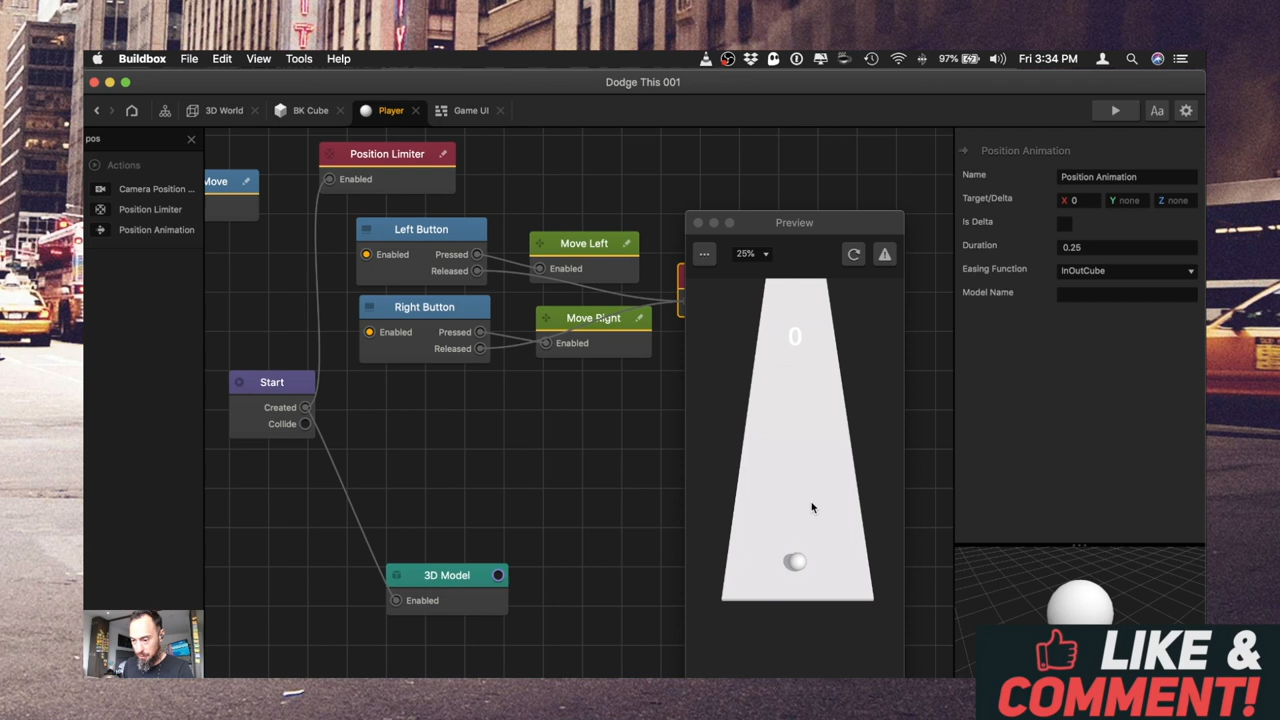 Buildbox File Edit View Tools Help
97% Fri 3:34 PM
Dodge This 001
3D World BK Cube Player Game UI Aa
pos
Actions
Camera Position ...
Position Limiter
Position Animation
Move
Position Limiter
Enabled
Left Button
Enabled Pressed
Released
Move Left
Enabled
Right Button
Enabled Pressed
Released
Move Right
Enabled
Start
Created
Collide
3D Model
Enabled
Preview
... 25%
0
Position Animation
Name Position Animation
Target/Delta X 0 Y none Z none
Is Delta
Duration 0.25
Easing Function InOutCube
Model Name
LIKE &
COMMENT!